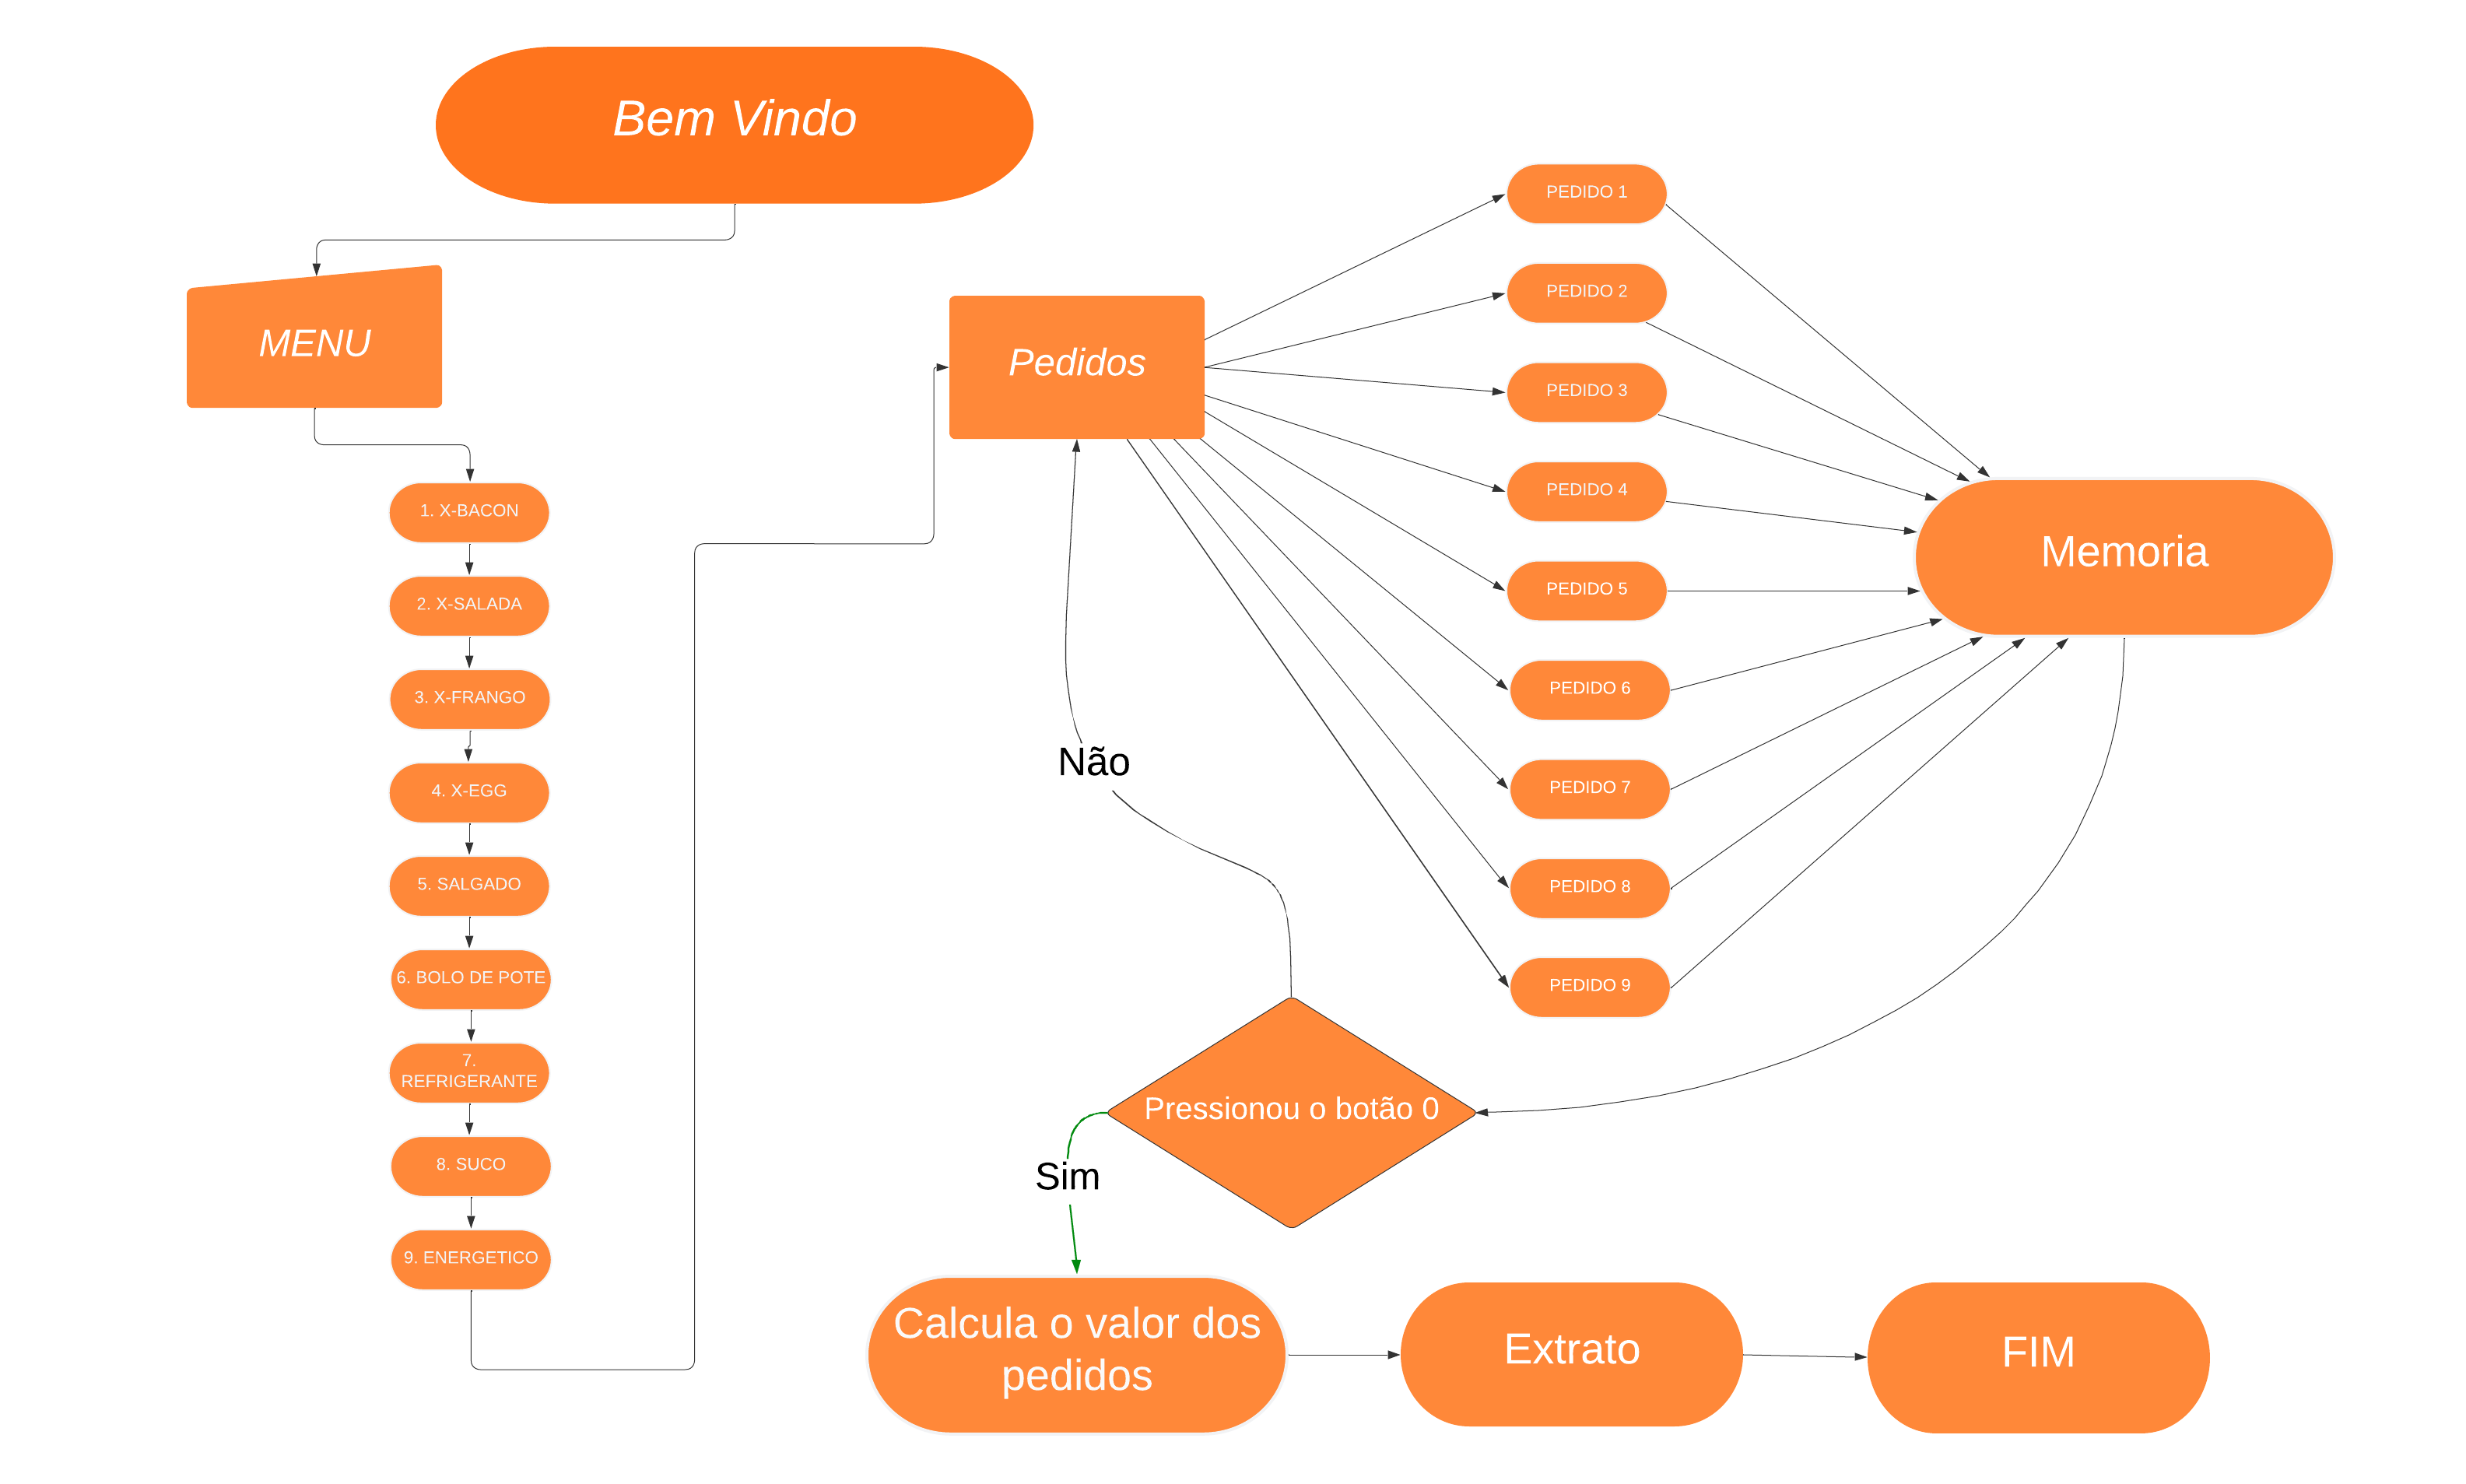 Bem Vindo
MENU
1. X-BACON
2. X-SALADA
3. X-FRANGO
4. X-EGG
5. SALGADO
6. BOLO DE POTE
7.
REFRIGERANTE
8. SUCO
9. ENERGETICO
Pedidos
PEDIDO 1
PEDIDO 2
PEDIDO 3
PEDIDO 4
PEDIDO 5
PEDIDO 6
PEDIDO 7
PEDIDO 8
PEDIDO 9
Memoria
Não
Pressionou o botão 0
Sim
Calcula o valor dos
pedidos
Extrato
FIM